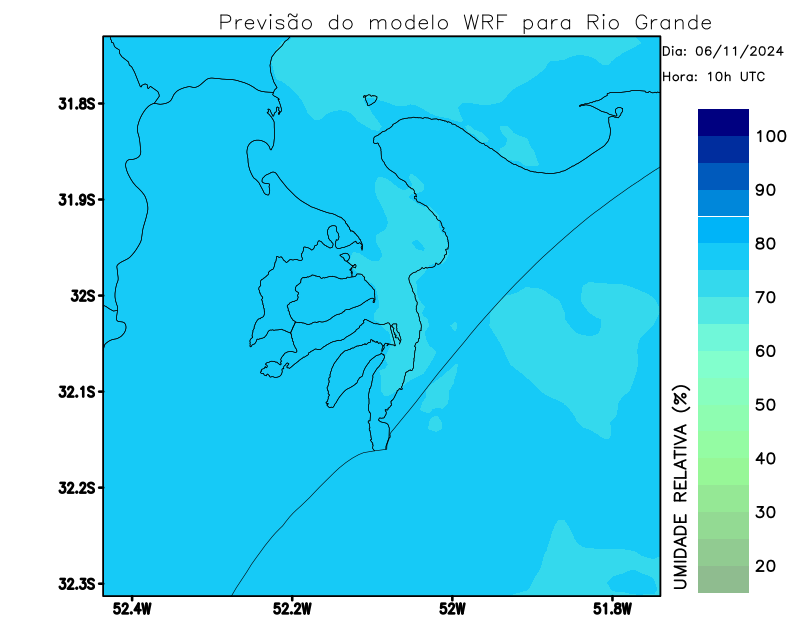 Previsão do modelo WRF para Rio Grande
Dia: 06/11/2024
Hora: 10h UTC
31.8S
31.9S
32S
32.1S
32.2S
32.3S
52.4W
52.2W
52W
51.8W
100
90
80
70
60
50
40
30
20
UMIDADE RELATIVA (%)